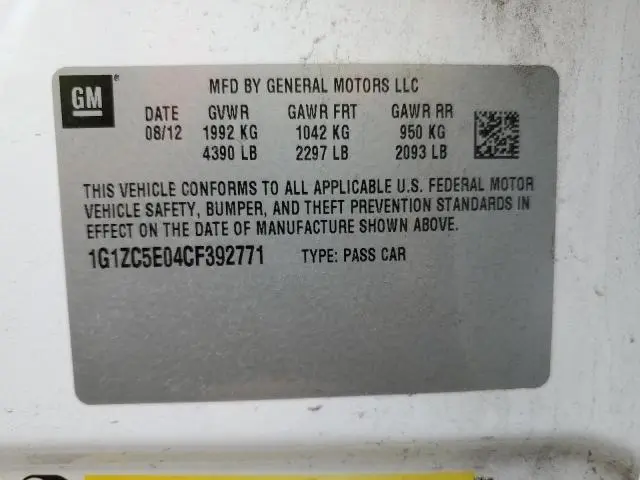 GM®
MFD BY GENERAL MOTORS LLC
DATE GVWR GAWR FRT GAWR RR
08/12 1992 KG 1042 KG 950 KG
4390 LB 2297 LB 2093 LB
THIS VEHICLE CONFORMS TO ALL APPLICABLE U.S. FEDERAL MOTOR
VEHICLE SAFETY, BUMPER, AND THEFT PREVENTION STANDARDS IN
EFFECT ON THE DATE OF MANUFACTURE SHOWN ABOVE.
1G1ZC5E04CF392771 TYPE: PASS CAR